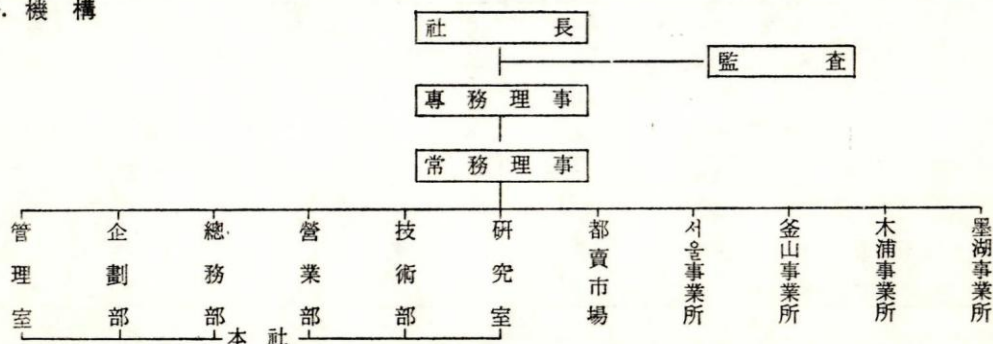 機構
社長
監査
專務理事
常務理事
管理室
企劃部
總務部
營業部
技術部
研究室
都賣市場
서울事業所
釜山事業所
木浦事業所
墨湖事業所
本社